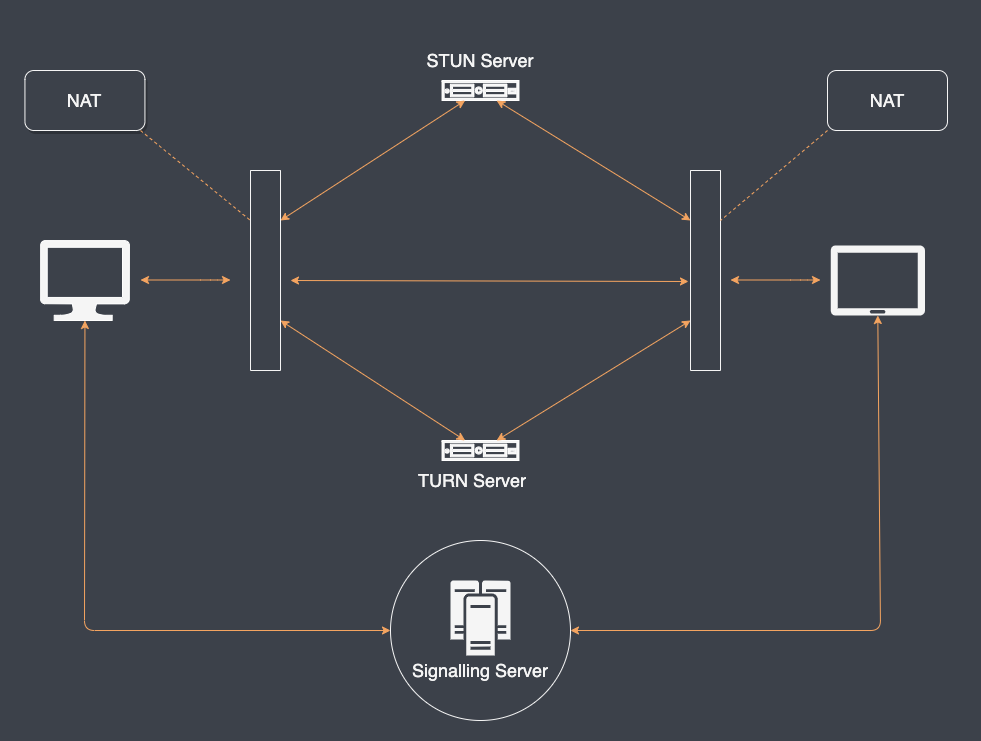 STUN Server
NAT
NAT
TURN Server
Signalling Server